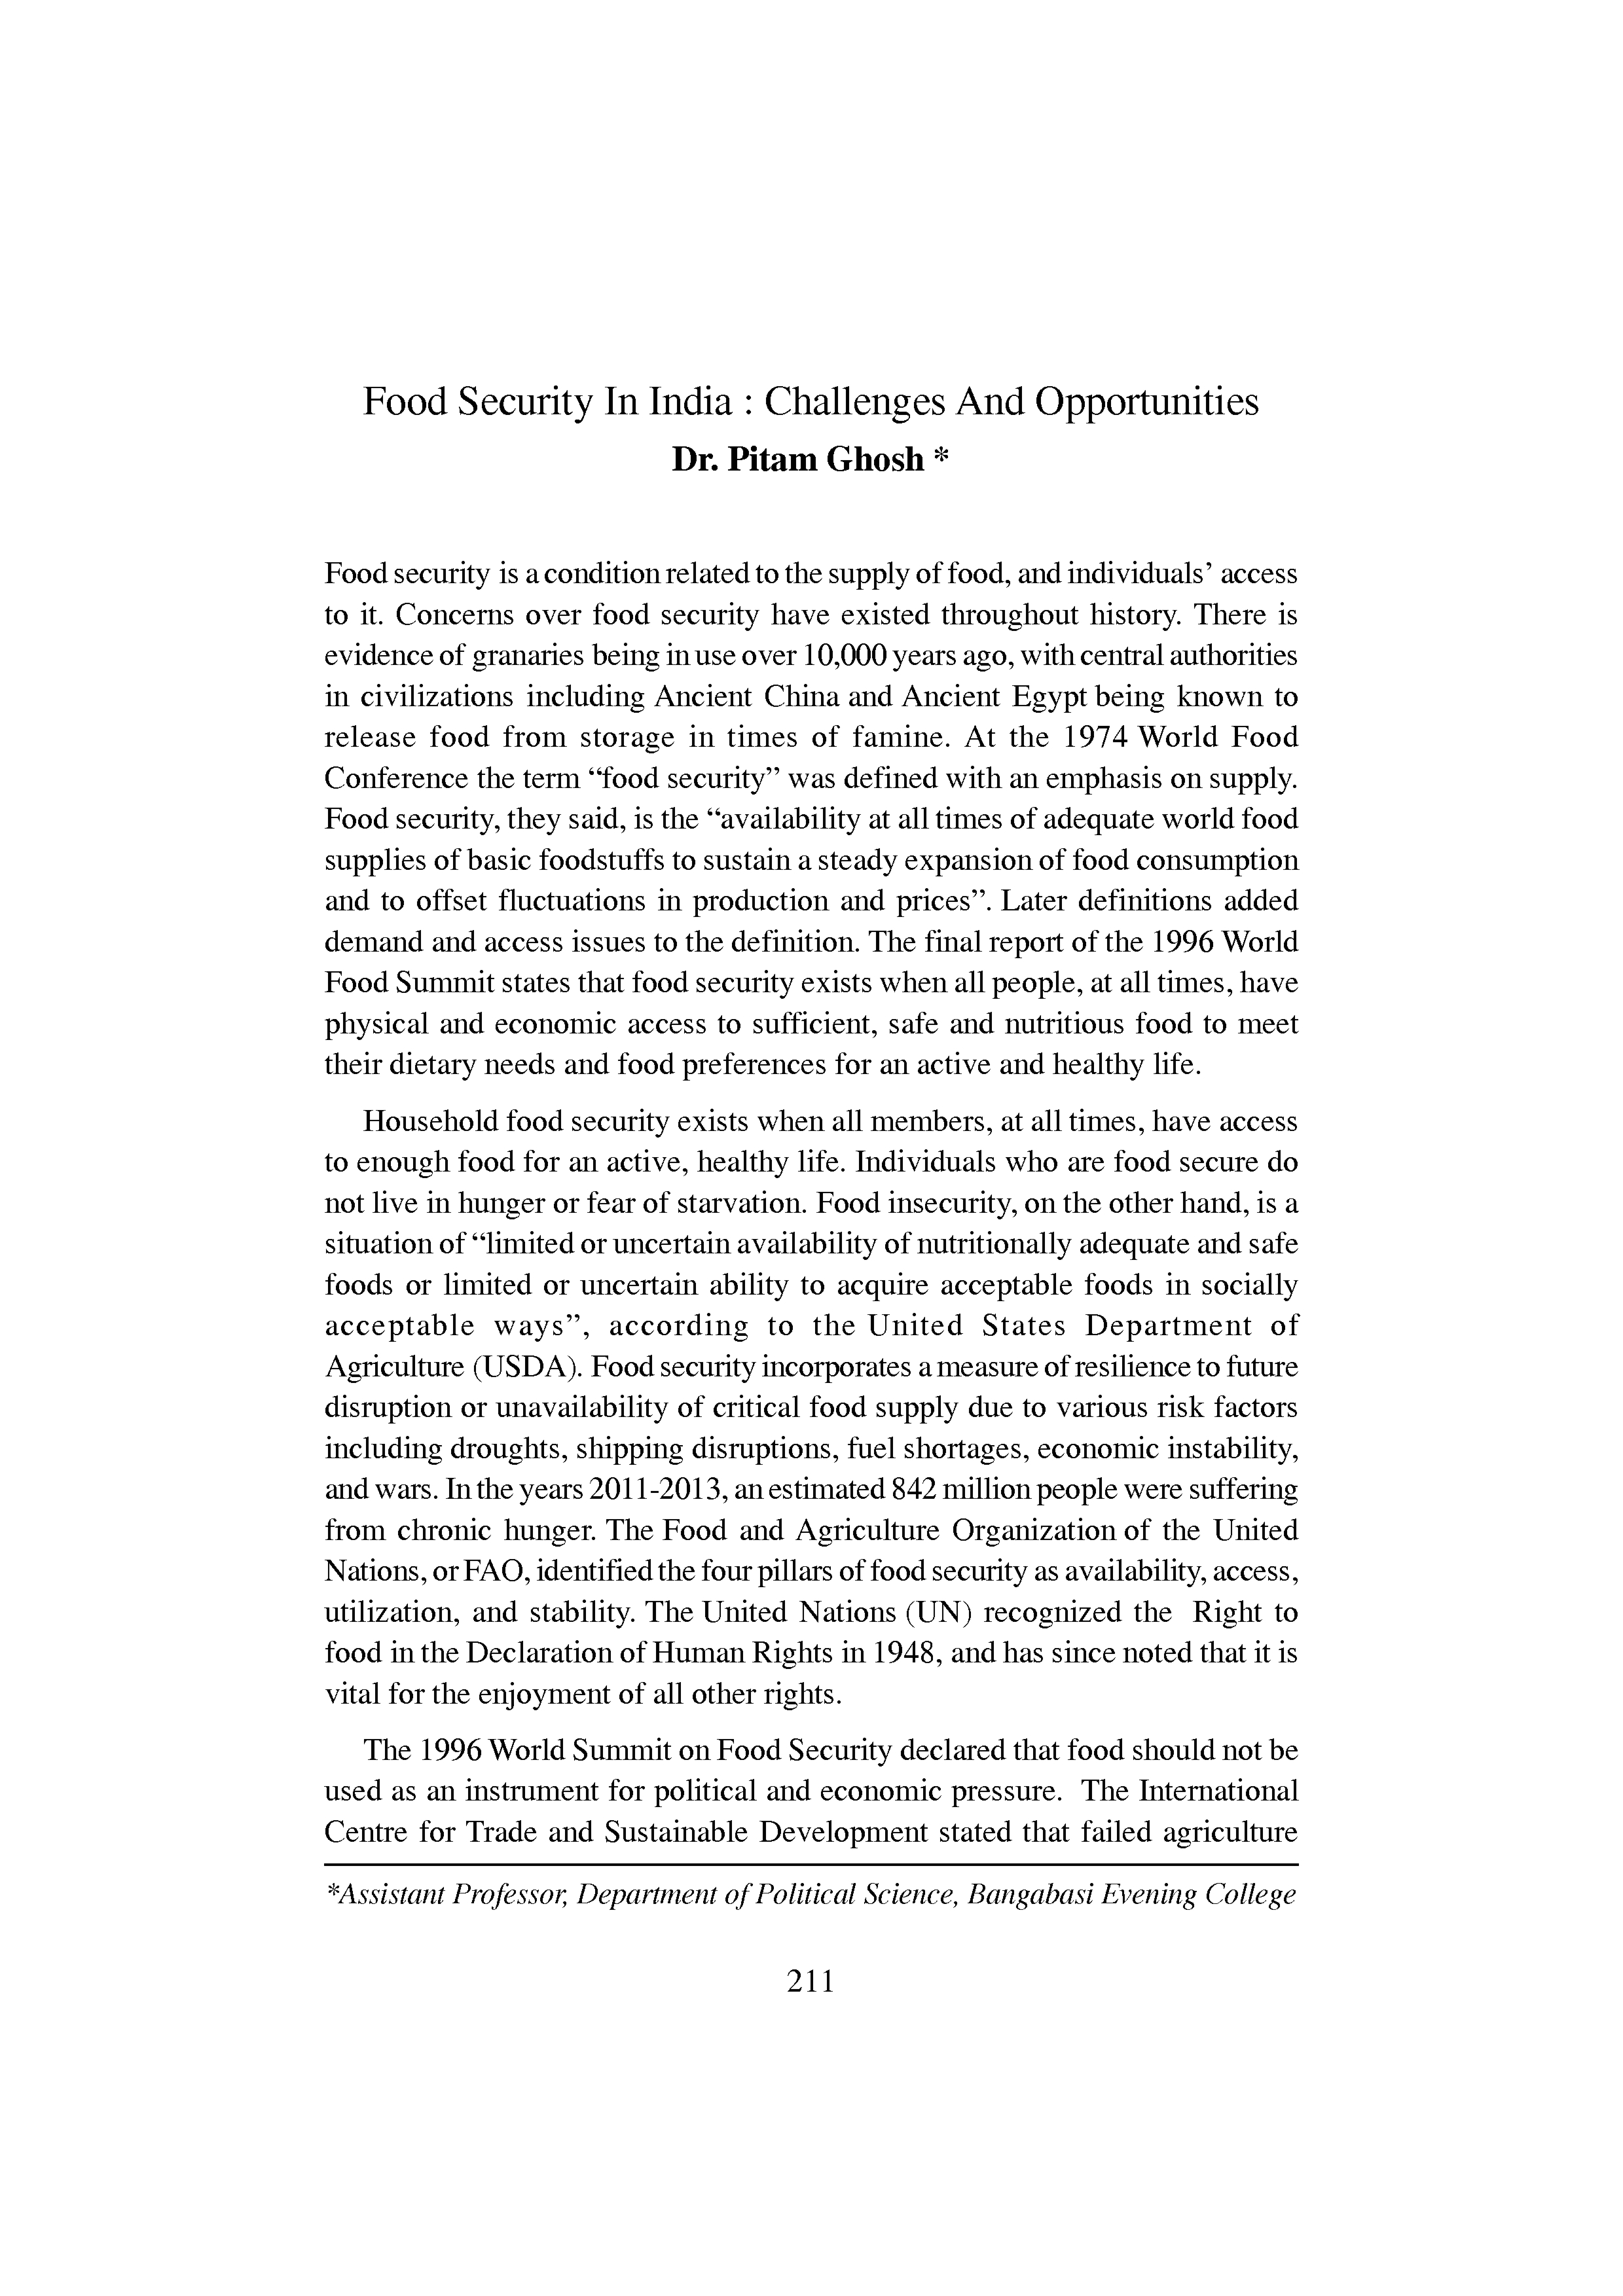 Food Security In India : Challenges And Opportunities
Dr. Pitam Ghosh *
Food security is a condition related to the supply of food, and individuals’ access
to it. Concerns over food security have existed throughout history. There is
evidence of granaries being in use over 10,000 years ago, with central authorities
in civilizations including Ancient China and Ancient Egypt being known to
release food from storage in times of famine. At the 1974 World Food
Conference the term “food security” was defined with an emphasis on supply.
Food security, they said, is the “availability at all times of adequate world food
supplies of basic foodstuffs to sustain a steady expansion of food consumption
and to offset fluctuations in production and prices”. Later definitions added
demand and access issues to the definition. The final report of the 1996 World
Food Summit states that food security exists when all people, at all times, have
physical and economic access to sufficient, safe and nutritious food to meet
their dietary needs and food preferences for an active and healthy life.
Household food security exists when all members, at all times, have access
to enough food for an active, healthy life. Individuals who are food secure do
not live in hunger or fear of starvation. Food insecurity, on the other hand, is a
situation of “limited or uncertain availability of nutritionally adequate and safe
foods or limited or uncertain ability to acquire acceptable foods in socially
acceptable ways”, according to the United States Department of
Agriculture (USDA). Food security incorporates a measure of resilience to future
disruption or unavailability of critical food supply due to various risk factors
including droughts, shipping disruptions, fuel shortages, economic instability,
and wars. In the years 2011-2013, an estimated 842 million people were suffering
from chronic hunger. The Food and Agriculture Organization of the United
Nations, or FAO, identified the four pillars of food security as availability, access,
utilization, and stability. The United Nations (UN) recognized the Right to
food in the Declaration of Human Rights in 1948, and has since noted that it is
vital for the enjoyment of all other rights.
The 1996 World Summit on Food Security declared that food should not be
used as an instrument for political and economic pressure. The International
Centre for Trade and Sustainable Development stated that failed agriculture
*Assistant Professor, Department of Political Science, Bangabasi Evening College
211